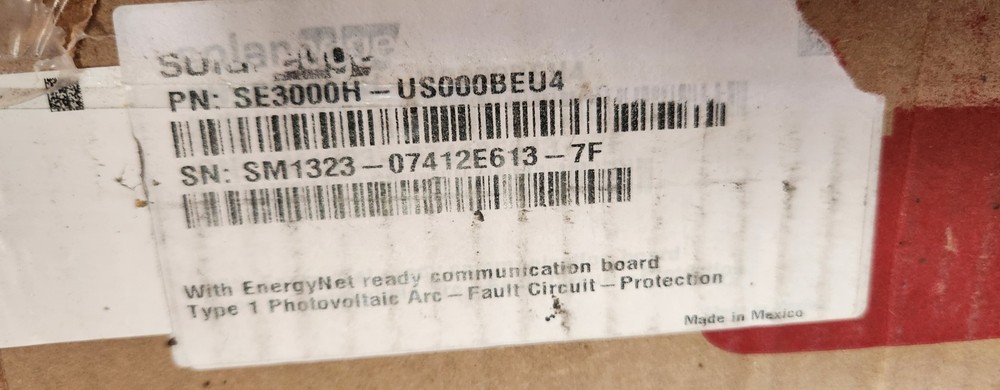 solaredge
PN: SE3000H-US000BEU4
SN: SM1323-07412E613-7F
With EnergyNet ready communication board
Type 1 Photovoltaic Arc-Fault Circuit-Protection
Made in Mexico